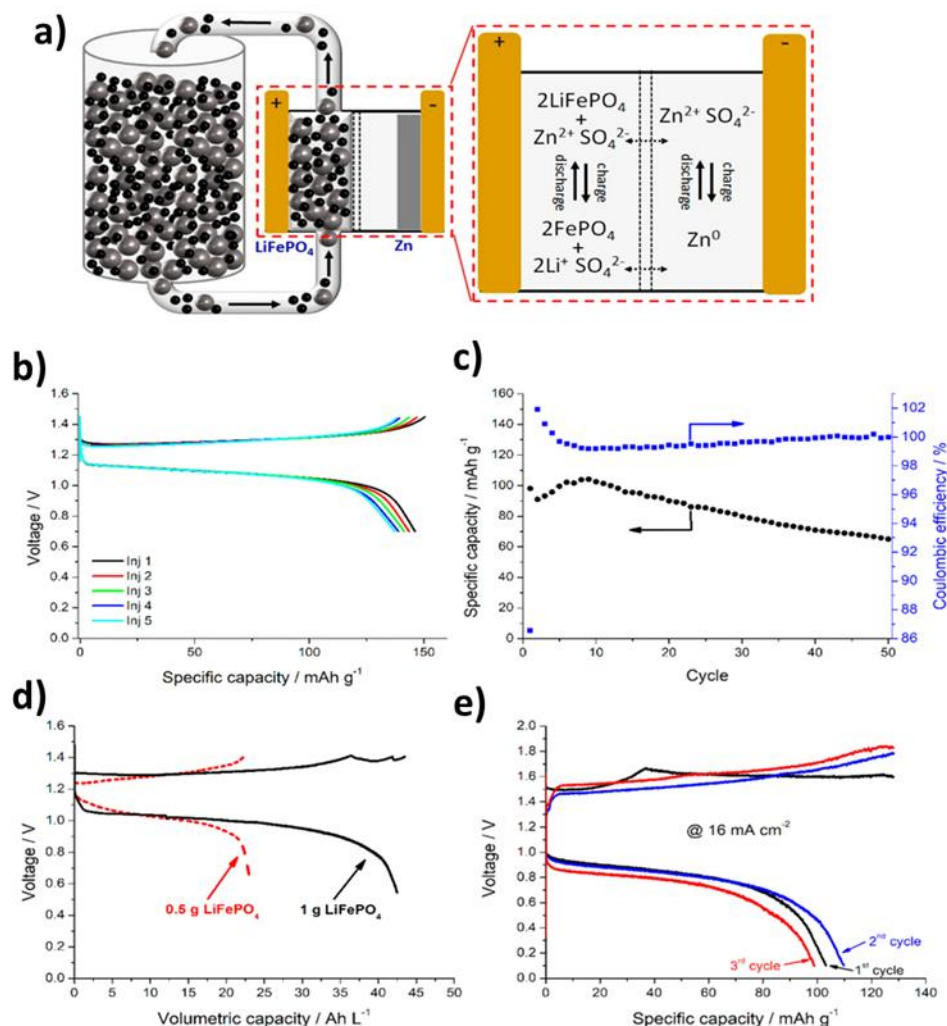 a)
+
-
LiFePO₄
Zn
+
-
2LiFePO₄
+
Zn²⁺ SO₄²⁻
discharge
charge
2FePO₄
+
2Li⁺ SO₄²⁻
Zn²⁺ SO₄²⁻
discharge
charge
Zn⁰
b)
1.6
1.4
1.2
1.0
0.8
0.6
0.4
0.2
0.0
Voltage / V
Inj 1
Inj 2
Inj 3
Inj 4
Inj 5
0
50
100
150
Specific capacity / mAh g⁻¹
c)
160
140
120
100
80
60
40
20
0
Specific capacity / mAh g⁻¹
102
100
98
96
94
92
90
88
86
Coulombic efficiency / %
0
10
20
30
40
50
Cycle
d)
1.8
1.6
1.4
1.2
1.0
0.8
0.6
0.4
0.2
0.0
Voltage / V
0.5 g LiFePO₄
1 g LiFePO₄
0
5
10
15
20
25
30
35
40
45
50
Volumetric capacity / Ah L⁻¹
e)
2.0
1.8
1.6
1.4
1.2
1.0
0.8
0.6
0.4
0.2
0.0
Voltage / V
@ 16 mA cm⁻²
2ⁿᵈ cycle
1ˢᵗ cycle
3ʳᵈ cycle
0
20
40
60
80
100
120
140
Specific capacity / mAh g⁻¹